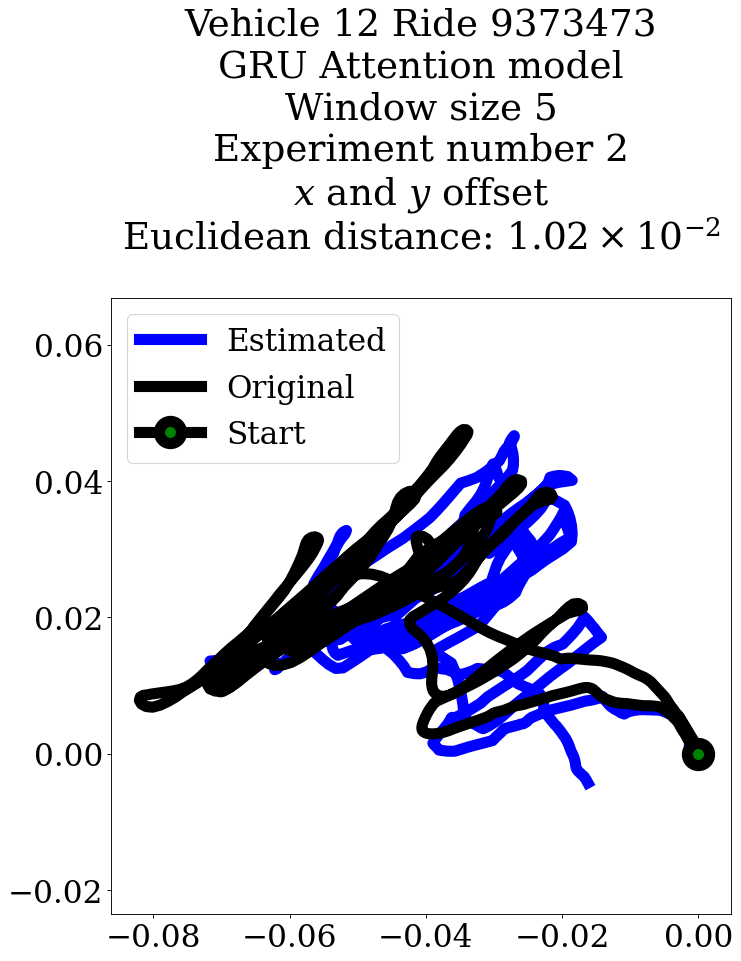 Vehicle 12 Ride 9373473
GRU Attention model
Window size 5
Experiment number 2
x and y offset
Euclidean distance: 1.02 × 10⁻²
Estimated
Original
Start
0.06
0.04
0.02
0.00
−0.02
−0.08
−0.06
−0.04
−0.02
0.00